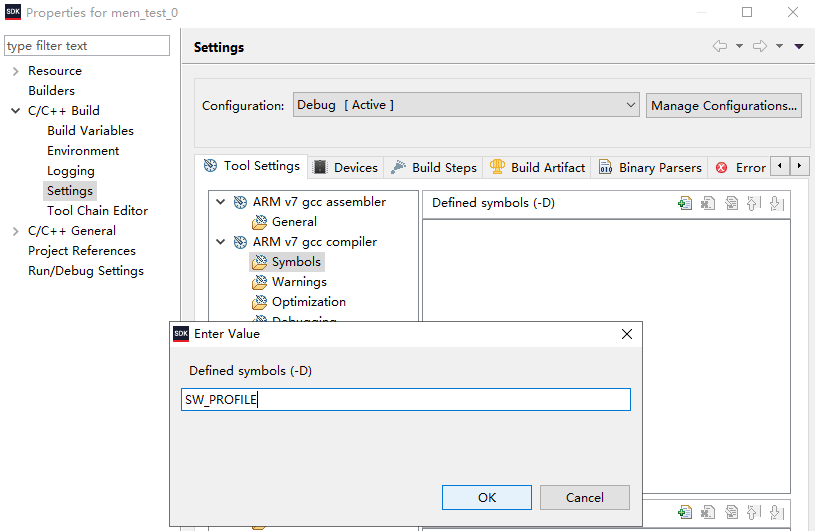 SDK Properties for mem_test_0
type filter text
Resource
Builders
C/C++ Build
Build Variables
Environment
Logging
Settings
Tool Chain Editor
C/C++ General
Project References
Run/Debug Settings
Settings
Configuration: Debug [ Active ] Manage Configurations...
Tool Settings Devices Build Steps Build Artifact Binary Parsers Error
ARM v7 gcc assembler
General
ARM v7 gcc compiler
Symbols
Warnings
Optimization
Debugging
Defined symbols (-D)
SDK Enter Value
Defined symbols (-D)
SW_PROFILE
OK Cancel